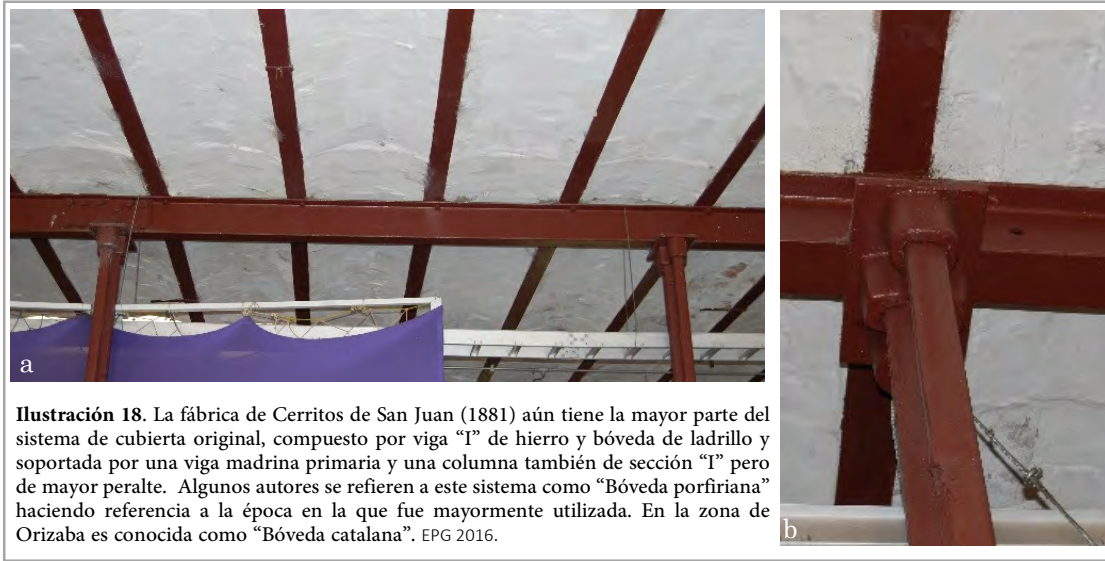 a
b
Ilustración 18. La fábrica de Cerritos de San Juan (1881) aún tiene la mayor parte del
sistema de cubierta original, compuesto por viga “I” de hierro y bóveda de ladrillo y
soportada por una viga madrina primaria y una columna también de sección “I” pero
de mayor peralte. Algunos autores se refieren a este sistema como “Bóveda porfiriana”
haciendo referencia a la época en la que fue mayormente utilizada. En la zona de
Orizaba es conocida como “Bóveda catalana”. EPG 2016.